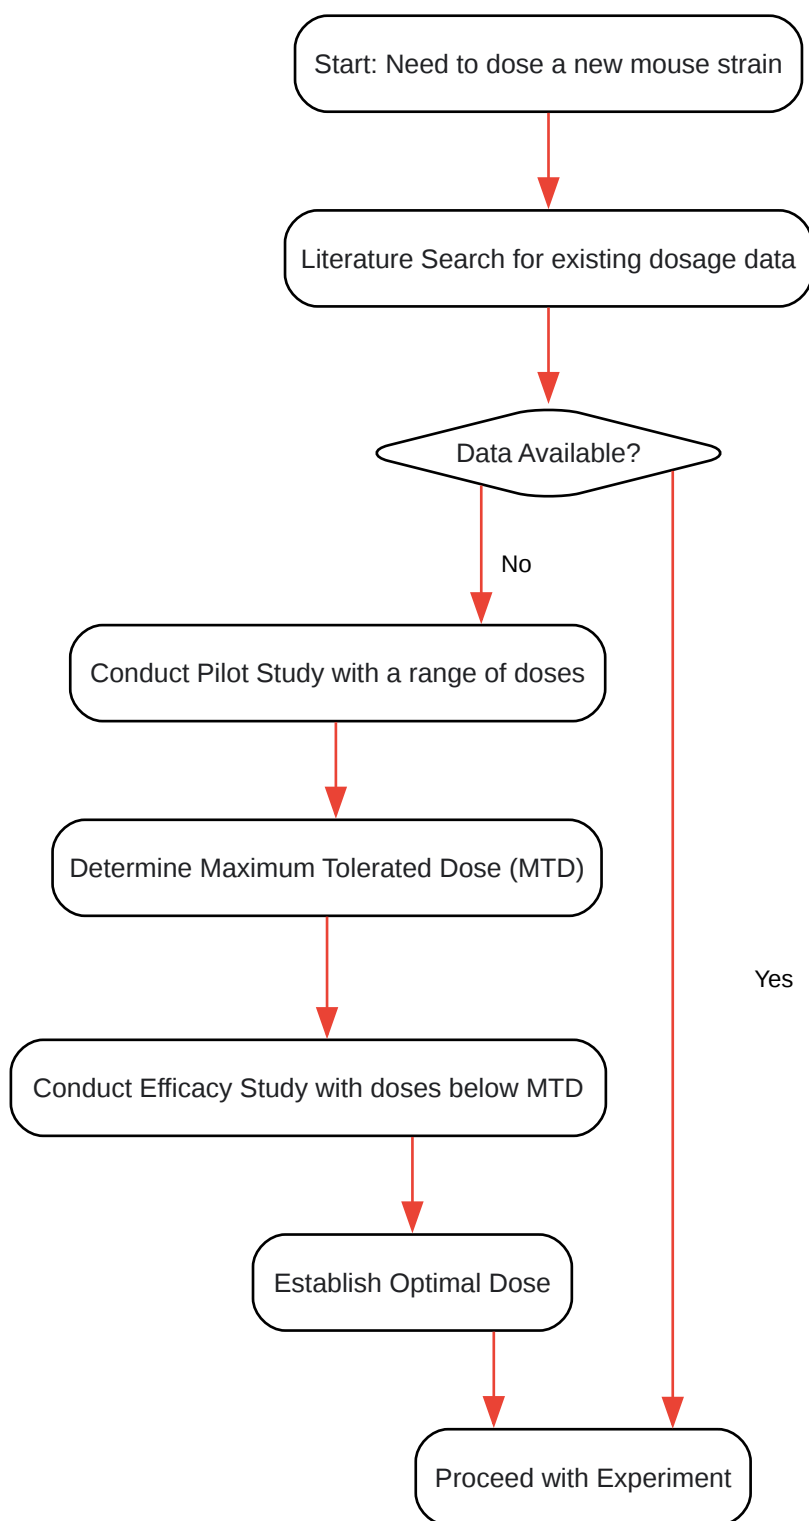 Start: Need to dose a new mouse strain
Literature Search for existing dosage data
Data Available?
No
Conduct Pilot Study with a range of doses
Determine Maximum Tolerated Dose (MTD)
Yes
Conduct Efficacy Study with doses below MTD
Establish Optimal Dose
Proceed with Experiment